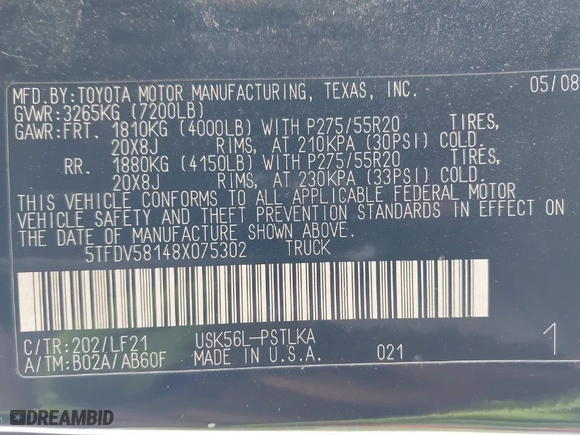 MFD.BY:TOYOTA MOTOR MANUFACTURING, TEXAS, INC. 05/08
GVWR:3265KG (7200LB)
GAWR:FRT. 1810KG (4000LB) WITH P275/55R20 TIRES,
20X8J RIMS, AT 210KPA (30PSI) COLD.
RR. 1880KG (4150LB) WITH P275/55R20 TIRES,
20X8J RIMS, AT 230KPA (33PSI) COLD.
THIS VEHICLE CONFORMS TO ALL APPLICABLE FEDERAL MOTOR
VEHICLE SAFETY AND THEFT PREVENTION STANDARDS IN EFFECT ON
THE DATE OF MANUFACTURE SHOWN ABOVE.
5TFDV58148X075302 TRUCK
C/TR:202/LF21 USK56L-PSTLKA
A/TM:B02A/AB60F MADE IN U.S.A. 021 1
DREAMBID